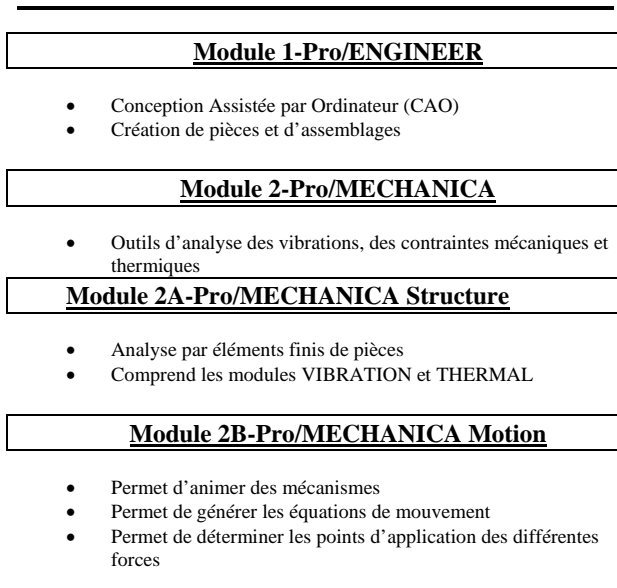 Module 1-Pro/ENGINEER
• Conception Assistée par Ordinateur (CAO)
• Création de pièces et d'assemblages
Module 2-Pro/MECHANICA
• Outils d'analyse des vibrations, des contraintes mécaniques et
thermiques
Module 2A-Pro/MECHANICA Structure
• Analyse par éléments finis de pièces
• Comprend les modules VIBRATION et THERMAL
Module 2B-Pro/MECHANICA Motion
• Permet d'animer des mécanismes
• Permet de générer les équations de mouvement
• Permet de déterminer les points d'application des différentes
forces